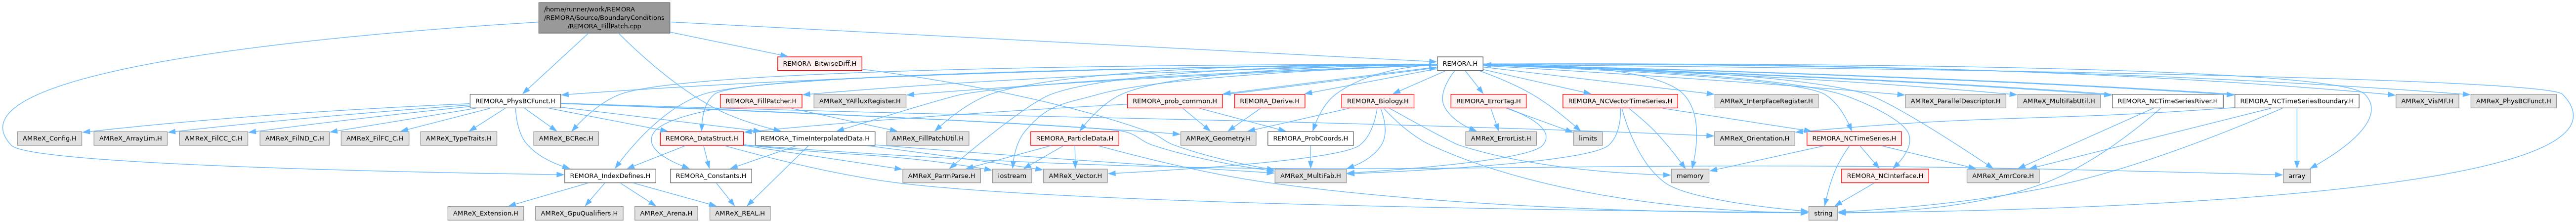 /home/runner/work/REMORA
/REMORA/Source/BoundaryConditions
/REMORA_FillPatch.cpp
REMORA_BitwiseDiff.H
REMORA.H
REMORA_PhysBCFunct.H
AMReX_YAFluxRegister.H
REMORA_FillPatcher.H
REMORA_prob_common.H
REMORA_Derive.H
REMORA_Biology.H
REMORA_ErrorTag.H
REMORA_NCVectorTimeSeries.H
AMReX_InterpFaceRegister.H
AMReX_ParallelDescriptor.H
AMReX_MultiFabUtil.H
REMORA_NCTimeSeriesRiver.H
REMORA_NCTimeSeriesBoundary.H
AMReX_VisMF.H
AMReX_PhysBCFunct.H
AMReX_Config.H
AMReX_ArrayLim.H
AMReX_FilCC_C.H
AMReX_FilND_C.H
AMReX_FilFC_C.H
AMReX_TypeTraits.H
AMReX_BCRec.H
REMORA_DataStruct.H
REMORA_TimeInterpolatedData.H
AMReX_FillPatchUtil.H
AMReX_Geometry.H
REMORA_ParticleData.H
REMORA_ProbCoords.H
AMReX_ErrorList.H
limits
AMReX_Orientation.H
REMORA_NCTimeSeries.H
REMORA_IndexDefines.H
REMORA_Constants.H
AMReX_ParmParse.H
iostream
AMReX_Vector.H
AMReX_MultiFab.H
memory
REMORA_NCInterface.H
AMReX_AmrCore.H
array
AMReX_Extension.H
AMReX_GpuQualifiers.H
AMReX_Arena.H
AMReX_REAL.H
string